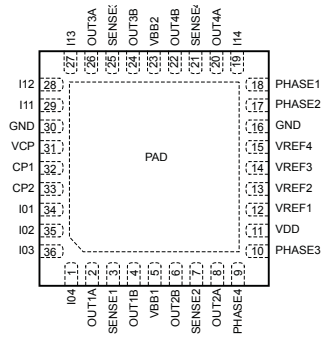 I13
OUT3A
SENSE3
OUT3B
VBB2
OUT4B
SENSE4
OUT4A
I14
27
26
25
24
23
22
21
20
19
I12 28
I11 29
GND 30
VCP 31
CP1 32
CP2 33
I01 34
I02 35
I03 36
PAD
18 PHASE1
17 PHASE2
16 GND
15 VREF4
14 VREF3
13 VREF2
12 VREF1
11 VDD
10 PHASE3
1
2
3
4
5
6
7
8
9
I04
OUT1A
SENSE1
OUT1B
VBB1
OUT2B
SENSE2
OUT2A
PHASE4